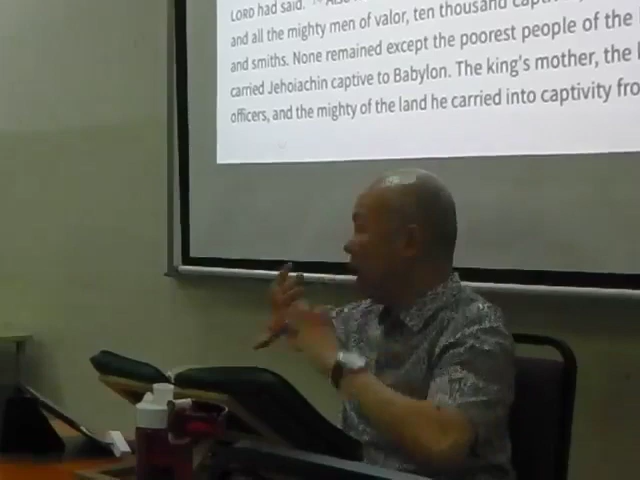 LORD had said.
and all the mighty men of valor, ten thousand
and smiths. None remained except the poorest people of the
carried Jehoiachin captive to Babylon. The king's mother, the
officers, and the mighty of the land he carried into captivity